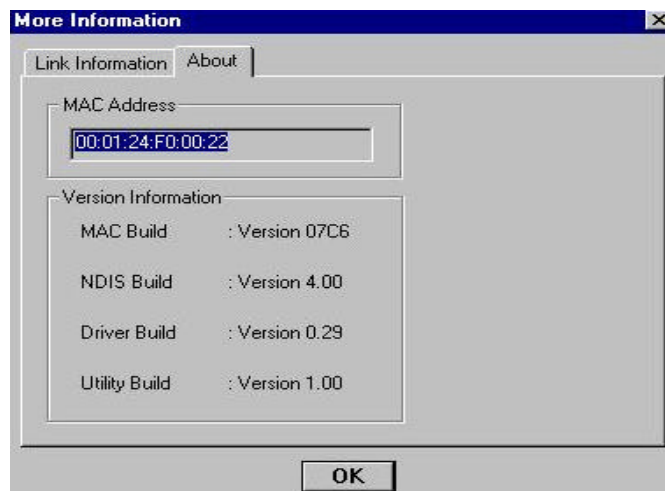 More Information
Link Information About
MAC Address
00:01:24:F0:00:22
Version Information
MAC Build : Version 07C6
NDIS Build : Version 4.00
Driver Build : Version 0.29
Utility Build : Version 1.00
OK